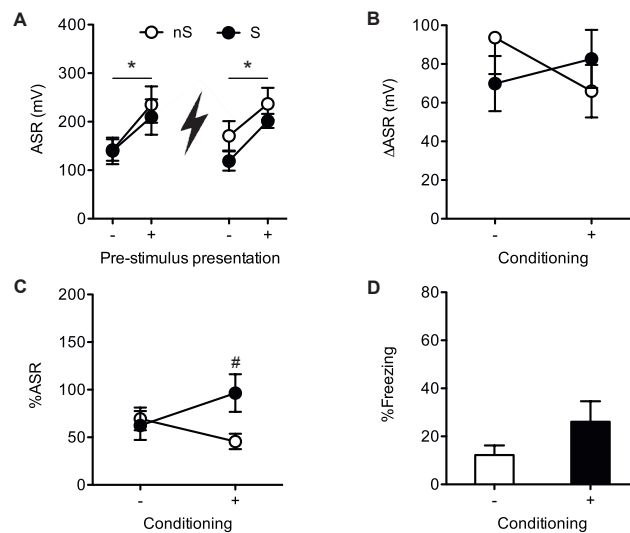 A
nS
S
400
300
200
100
0
ASR (mV)
*
*
- + - +
Pre-stimulus presentation
B
100
80
60
40
20
0
ΔASR (mV)
- +
Conditioning
C
200
150
100
50
0
%ASR
#
- +
Conditioning
D
80
60
40
20
0
%Freezing
- +
Conditioning